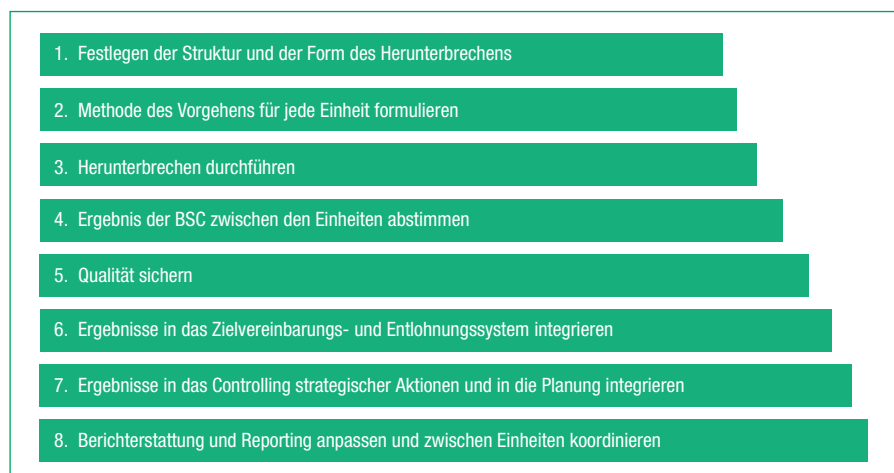 1. Festlegen der Struktur und der Form des Herunterbrechens
2. Methode des Vorgehens für jede Einheit formulieren
3. Herunterbrechen durchführen
4. Ergebnis der BSC zwischen den Einheiten abstimmen
5. Qualität sichern
6. Ergebnisse in das Zielvereinbarungs- und Entlohnungssystem integrieren
7. Ergebnisse in das Controlling strategischer Aktionen und in die Planung integrieren
8. Berichterstattung und Reporting anpassen und zwischen Einheiten koordinieren